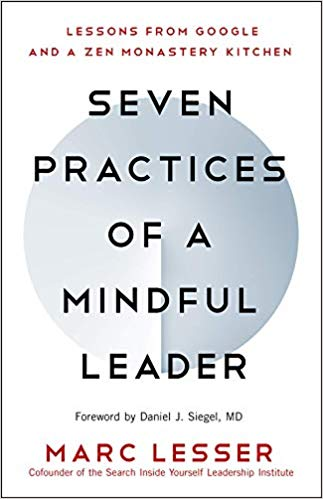 LESSONS FROM GOOGLE
AND A ZEN MONASTERY KITCHEN
SEVEN
PRACTICES
OF A
MINDFUL
LEADER
Foreword by Daniel J. Siegel, MD
MARC LESSER
Cofounder of the Search Inside Yourself Leadership Institute